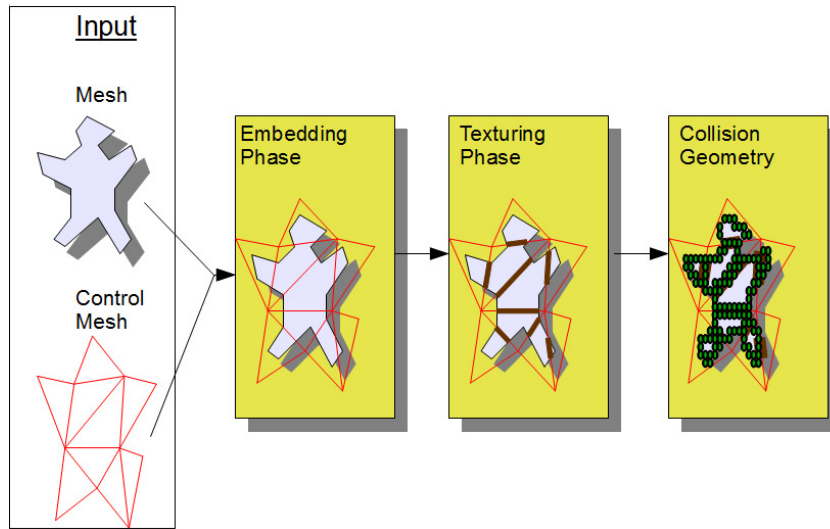 Input
Mesh
Control
Mesh
Embedding
Phase
Texturing
Phase
Collision
Geometry